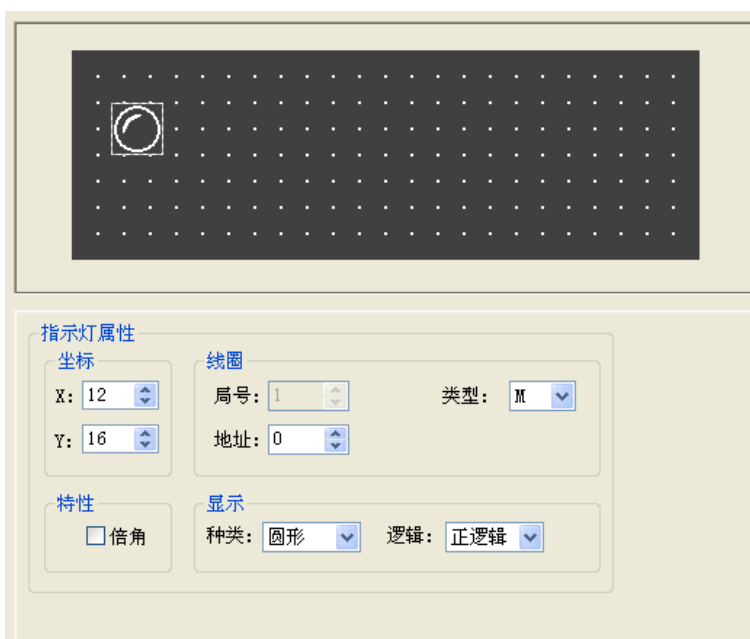 指示灯属性
坐标 线圈
X: 12 局号: 1 类型: M
Y: 16 地址: 0
特性 显示
倍角 种类: 圆形 逻辑: 正逻辑